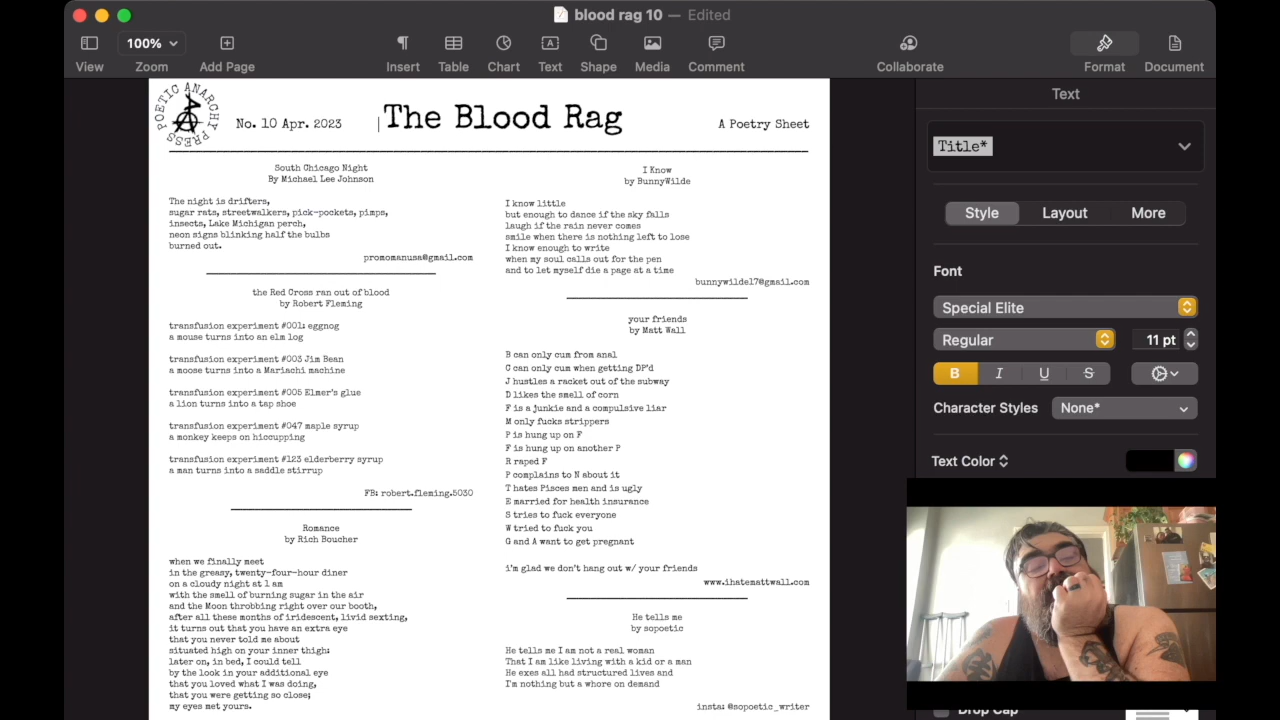 blood rag 10 — Edited
100%
View
Zoom
Add Page
Insert
Table
Chart
Text
Shape
Media
Comment
Collaborate
Format
Document
POETIC ANARCHY PRESS
No. 10 Apr. 2023
The Blood Rag
A Poetry Sheet
South Chicago Night
By Michael Lee Johnson
The night is drifters,
sugar rats, streetwalkers, pick-pockets, pimps,
insects, Lake Michigan perch,
neon signs blinking half the bulbs
burned out.
promomanusa@gmail.com
the Red Cross ran out of blood
by Robert Fleming
transfusion experiment #001: eggnog
a mouse turns into an elm log
transfusion experiment #003 Jim Bean
a moose turns into a Mariachi machine
transfusion experiment #005 Elmer's glue
a lion turns into a tap shoe
transfusion experiment #047 maple syrup
a monkey keeps on hiccupping
transfusion experiment #123 elderberry syrup
a man turns into a saddle stirrup
FB: robert.fleming.5030
Romance
by Rich Boucher
when we finally meet
in the greasy, twenty-four-hour diner
on a cloudy night at 1 am
with the smell of burning sugar in the air
and the Moon throbbing right over our booth,
after all these months of iridescent, livid sexting,
it turns out that you have an extra eye
that you never told me about
situated high on your inner thigh:
later on, in bed, I could tell
by the look in your additional eye
that you loved what I was doing,
that you were getting so close;
my eyes met yours.
I Know
by BunnyWilde
I know little
but enough to dance if the sky falls
laugh if the rain never comes
smile when there is nothing left to lose
I know enough to write
when my soul calls out for the pen
and to let myself die a page at a time
bunnywilde17@gmail.com
your friends
by Matt Wall
B can only cum from anal
C can only cum when getting DP'd
J hustles a racket out of the subway
D likes the smell of corn
F is a junkie and a compulsive liar
M only fucks strippers
P is hung up on F
F is hung up on another P
R raped F
P complains to N about it
T hates Pisces men and is ugly
E married for health insurance
S tries to fuck everyone
W tried to fuck you
G and A want to get pregnant
i'm glad we don't hang out w/ your friends
www.ihatemattwall.com
He tells me
by sopoetic
He tells me I am not a real woman
That I am like living with a kid or a man
He exes all had structured lives and
I'm nothing but a whore on demand
insta: @sopoetic_writer
Text
Title*
Style
Layout
More
Font
Special Elite
Regular
11 pt
B
I
U
S
Character Styles
None*
Text Color
Drop Cap